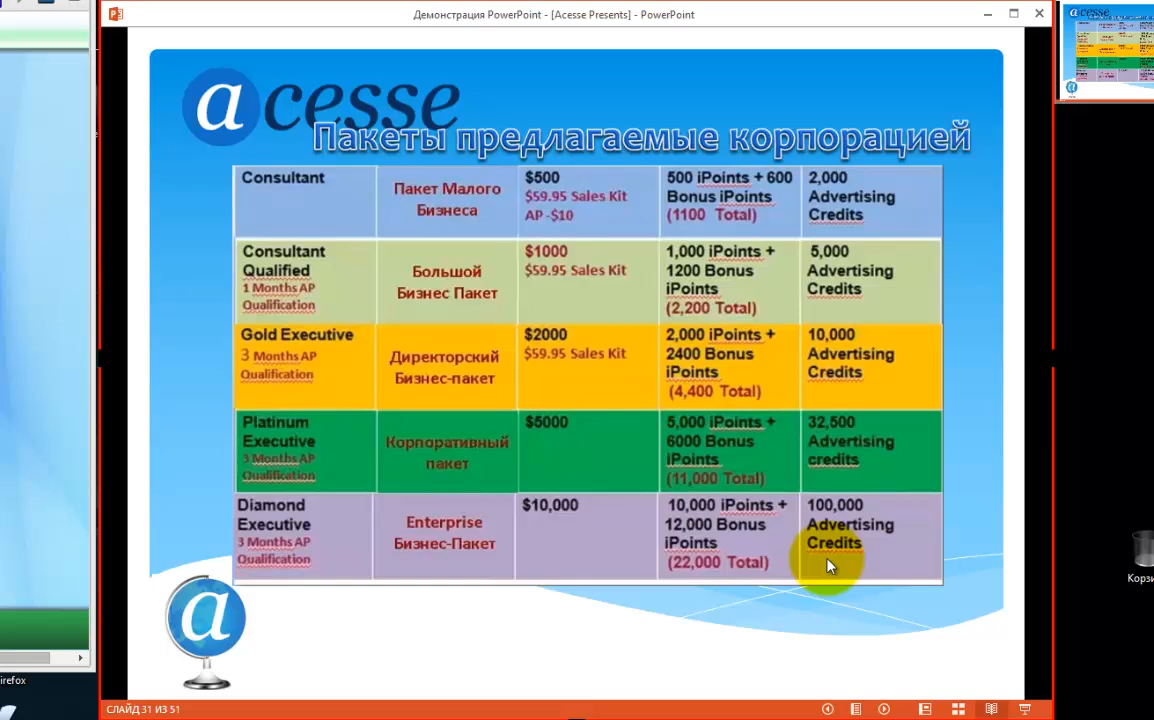 Демонстрация PowerPoint - [Acesse Presents] - PowerPoint
acesse
Пакеты предлагаемые корпорацией
Consultant
Пакет Малого
Бизнеса
$500
$59.95 Sales Kit
AP -$10
500 iPoints + 600
Bonus iPoints
(1100 Total)
2,000
Advertising
Credits
Consultant
Qualified
1 Months AP
Qualification
Большой
Бизнес Пакет
$1000
$59.95 Sales Kit
1,000 iPoints +
1200 Bonus
iPoints
(2,200 Total)
5,000
Advertising
Credits
Gold Executive
3 Months AP
Qualification
Директорский
Бизнес-пакет
$2000
$59.95 Sales Kit
2,000 iPoints +
2400 Bonus
iPoints
(4,400 Total)
10,000
Advertising
Credits
Platinum
Executive
3 Months AP
Qualification
Корпоративный
пакет
$5000
5,000 iPoints +
6000 Bonus
iPoints
(11,000 Total)
32,500
Advertising
credits
Diamond
Executive
3 Months AP
Qualification
Enterprise
Бизнес-Пакет
$10,000
10,000 iPoints +
12,000 Bonus
iPoints
(22,000 Total)
100,000
Advertising
Credits
a
Корзи
irefox
СЛАЙД 31 ИЗ 51